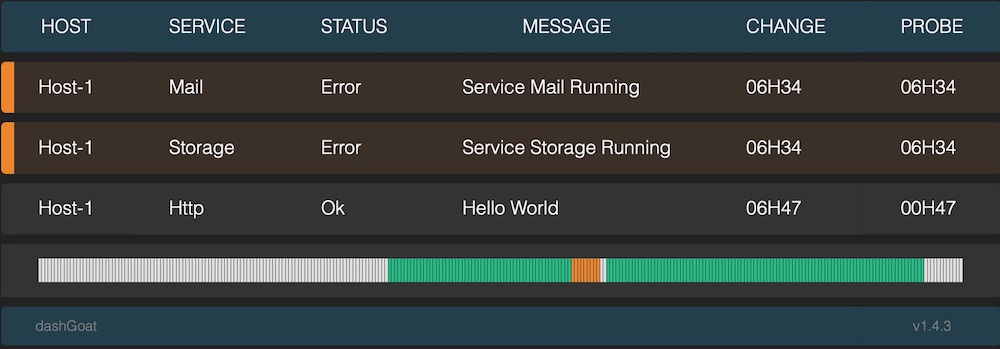 HOST SERVICE STATUS MESSAGE CHANGE PROBE
Host-1 Mail Error Service Mail Running 06H34 06H34
Host-1 Storage Error Service Storage Running 06H34 06H34
Host-1 Http Ok Hello World 06H47 00H47
dashGoat v1.4.3